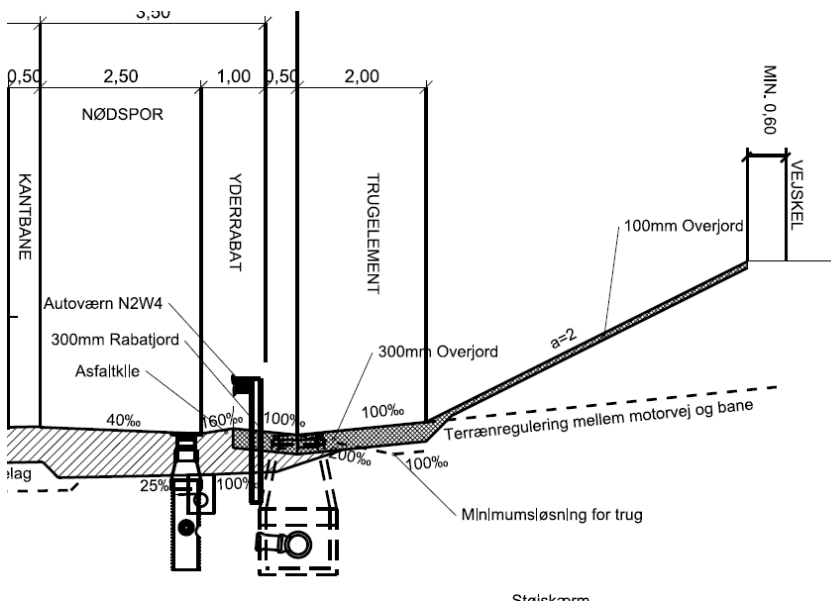 3,50
0,50
2,50
1,00
0,50
2,00
MIN. 0,60
NØDSPOR
KANTBANE
YDERRABAT
TRUGELEMENT
VEJSKEL
100mm Overjord
Autoværn N2W4
300mm Rabatjord
Asfaltkile
300mm Overjord
a=2
40‰
160‰
100‰
100‰
Terrænregulering mellem motorvej og bane
200‰
100‰
elag
25‰
100‰
Minimumsløsning for trug
Støjskærm